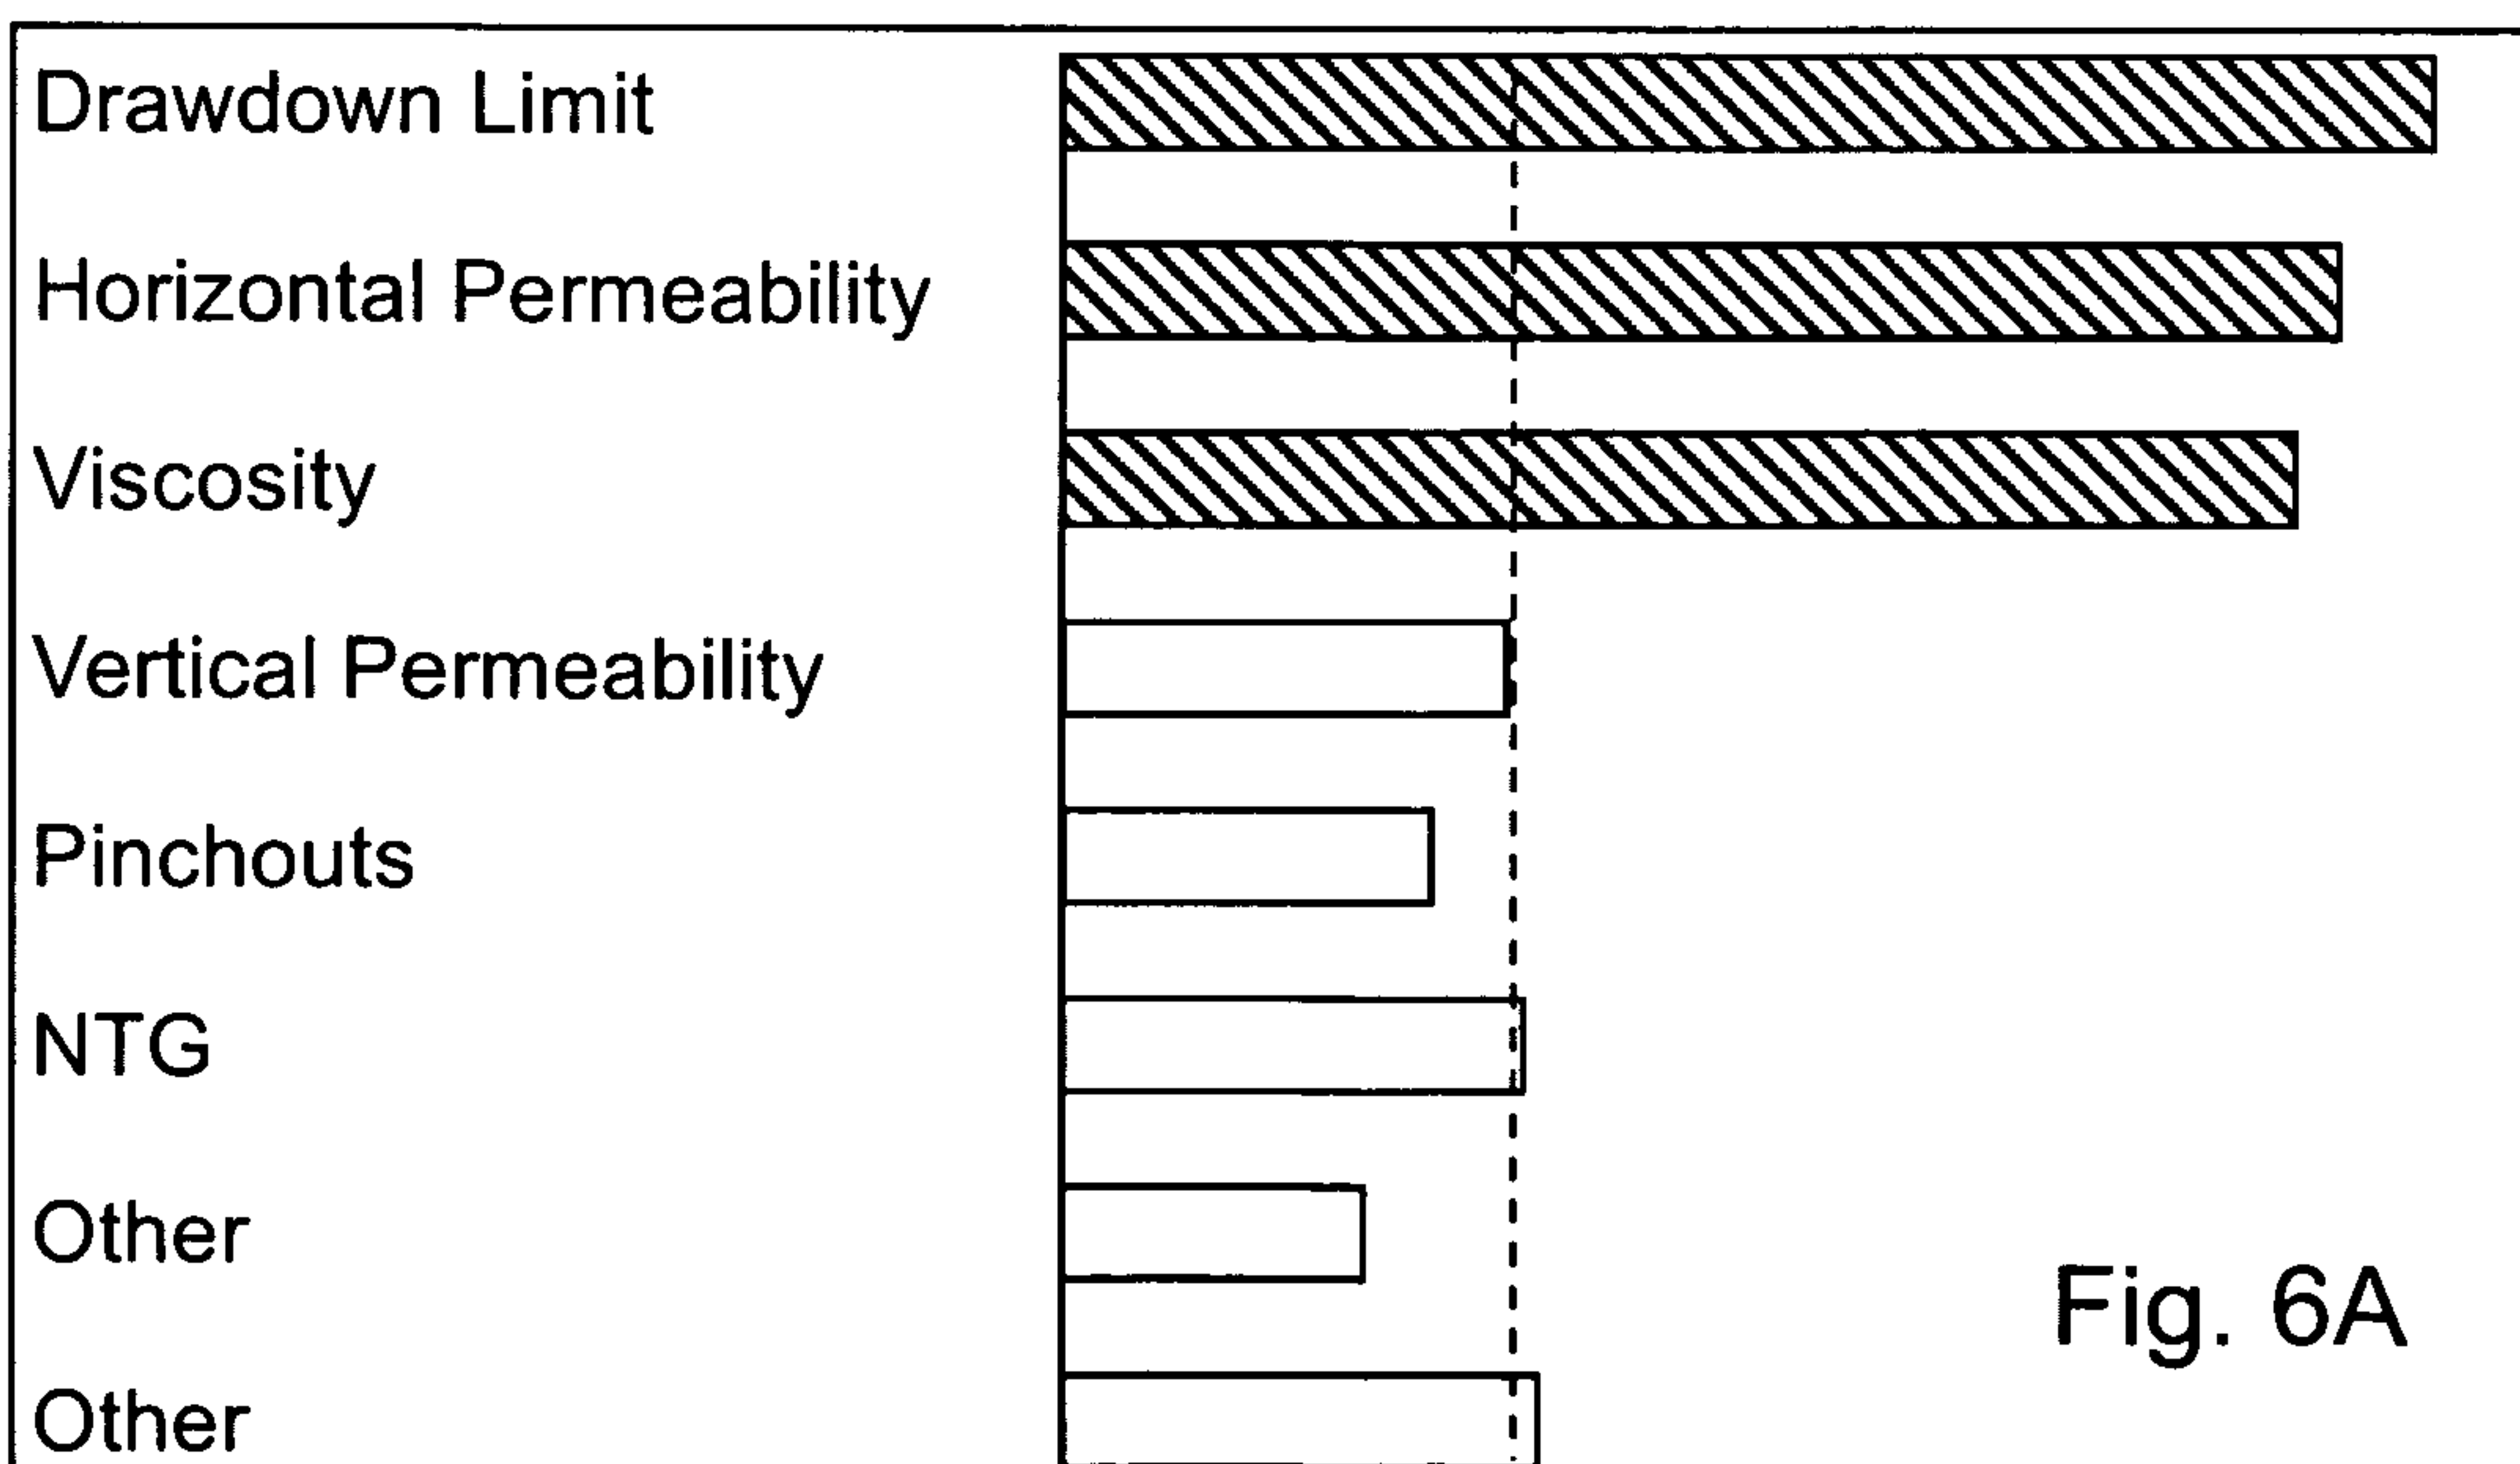 Drawdown Limit
Horizontal Permeability
Viscosity
Vertical Permeability
Pinchouts
NTG
Other
Fig. 6A
Other